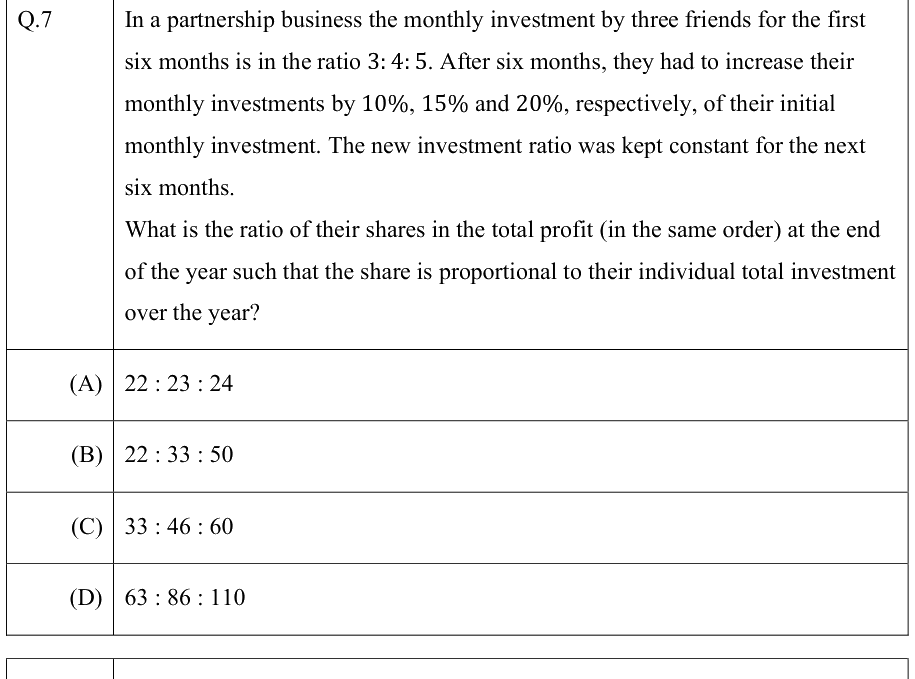 Q.7 In a partnership business the monthly investment by three friends for the first
six months is in the ratio 3: 4: 5. After six months, they had to increase their
monthly investments by 10%, 15% and 20%, respectively, of their initial
monthly investment. The new investment ratio was kept constant for the next
six months.
What is the ratio of their shares in the total profit (in the same order) at the end
of the year such that the share is proportional to their individual total investment
over the year?
(A) 22 : 23 : 24
(B) 22 : 33 : 50
(C) 33 : 46 : 60
(D) 63 : 86 : 110